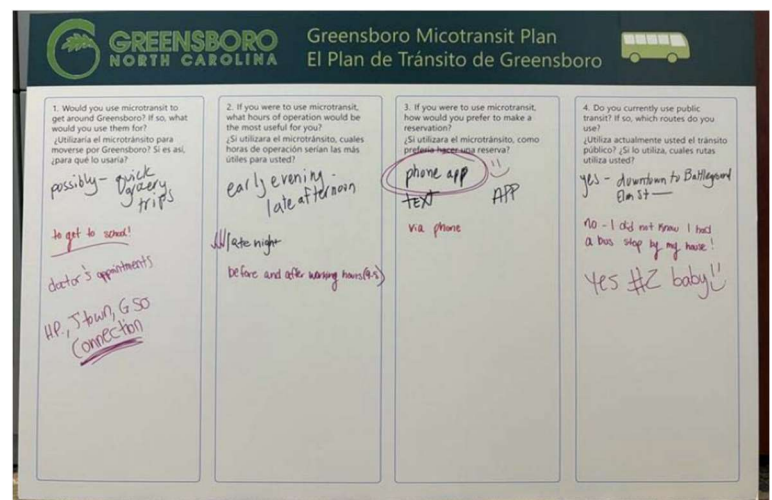 GREENSBORO
NORTH CAROLINA
Greensboro Micotransit Plan
El Plan de Tránsito de Greensboro
1. Would you use microtransit to
get around Greensboro? If so, what
would you use them for?
¿Utilizaría el microtránsito para
moverse por Greensboro? Si es así,
¿para qué lo usaría?
possibly - quick
grocery
trips
to get to school!
doctor's appointments
HP., Jtown, GSO
Connection
2. If you were to use microtransit,
what hours of operation would be
the most useful for you?
¿Si utilizara el microtránsito, cuales
horas de operación serían las más
útiles para usted?
early evening -
late afternoon
late night
before and after working hours (9-5)
3. If you were to use microtransit,
how would you prefer to make a
reservation?
¿Si utilizara el microtránsito, como
prefería hacer una reserva?
phone app
TEXT APP
via phone
4. Do you currently use public
transit? If so, which routes do you
use?
¿Utiliza actualmente usted el tránsito
público? ¿Si lo utiliza, cuales rutas
utiliza usted?
yes - downtown to Battleground
Elm St
no - I did not know I had
a bus stop by my house!
Yes #2 baby